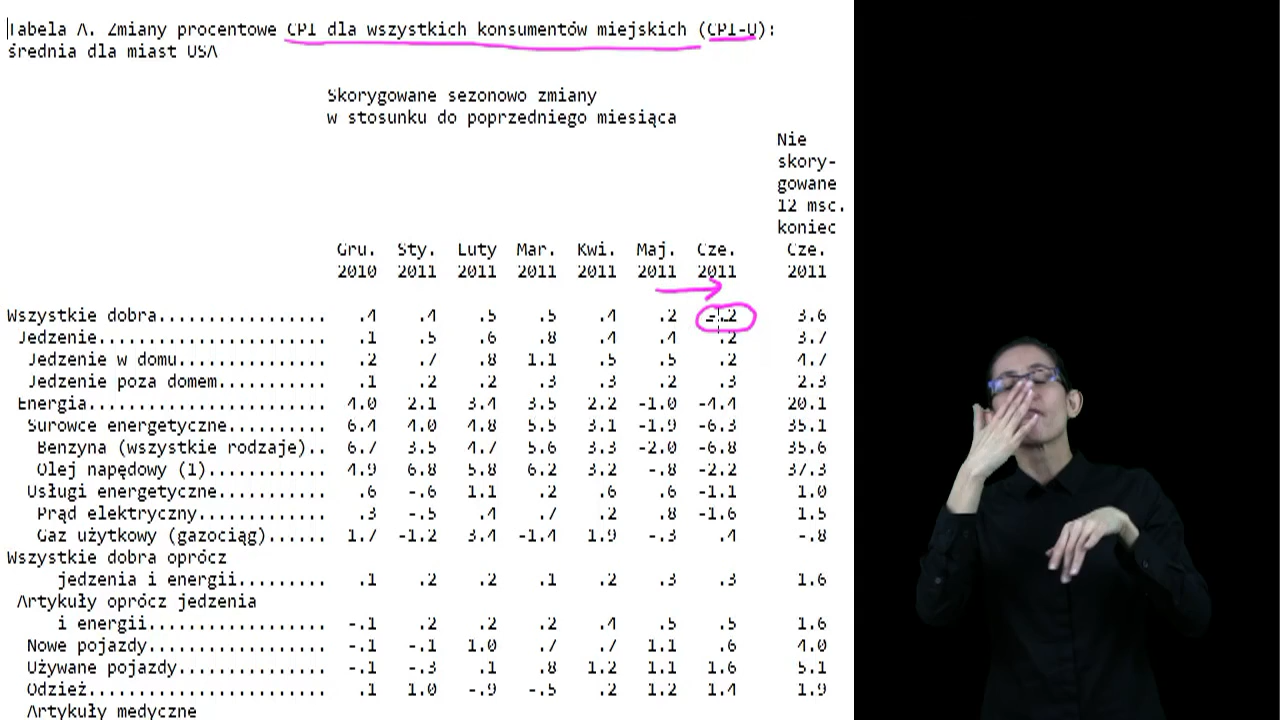 Tabela A. Zmiany procentowe CPI dla wszystkich konsumentów miejskich (CPI-U):
średnia dla miast USA
Skorygowane sezonowo zmiany
w stosunku do poprzedniego miesiąca
Nie
skory-
gowane
12 msc.
koniec
Gru. Sty. Luty Mar. Kwi. Maj. Cze. Cze.
2010 2011 2011 2011 2011 2011 2011 2011
Wszystkie dobra................. .4 .4 .5 .5 .4 .2 -.2 3.6
Jedzenie....................... .1 .5 .6 .8 .4 .4 .2 3.7
Jedzenie w domu............... .2 .7 .8 1.1 .5 .5 .2 4.7
Jedzenie poza domem........... .1 .2 .2 .3 .3 .2 .3 2.3
Energia........................ 4.0 2.1 3.4 3.5 2.2 -1.0 -4.4 20.1
Surowce energetyczne.......... 6.4 4.0 4.8 5.5 3.1 -1.9 -6.3 35.1
Benzyna (wszystkie rodzaje).. 6.7 3.5 4.7 5.6 3.3 -2.0 -6.8 35.6
Olej napędowy (1)............ 4.9 6.8 5.8 6.2 3.2 -.8 -2.2 37.3
Usługi energetyczne........... .6 -.6 1.1 .2 .6 .6 -1.1 1.0
Prąd elektryczny............. .3 -.5 .4 .7 .2 .8 -1.6 1.5
Gaz użytkowy (gazociąg)...... 1.7 -1.2 3.4 -1.4 1.9 -.3 .4 -.8
Wszystkie dobra oprócz
jedzenia i energii......... .1 .2 .2 .1 .2 .3 .3 1.6
Artykuły oprócz jedzenia
i energii.................. -.1 .2 .2 .2 .4 .5 .5 1.6
Nowe pojazdy.................. -.1 -.1 1.0 .7 .7 1.1 .6 4.0
Używane pojazdy............... -.1 -.3 .1 .8 1.2 1.1 1.6 5.1
Odzież........................ .1 1.0 -.9 -.5 .2 1.2 1.4 1.9
Artykuły medyczne